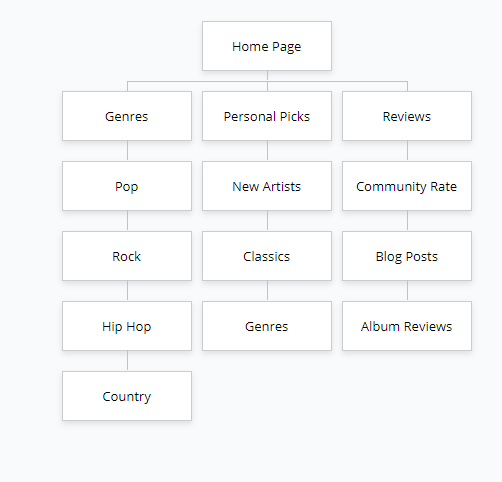 Home Page
Genres
Personal Picks
Reviews
Pop
New Artists
Community Rate
Rock
Classics
Blog Posts
Hip Hop
Genres
Album Reviews
Country